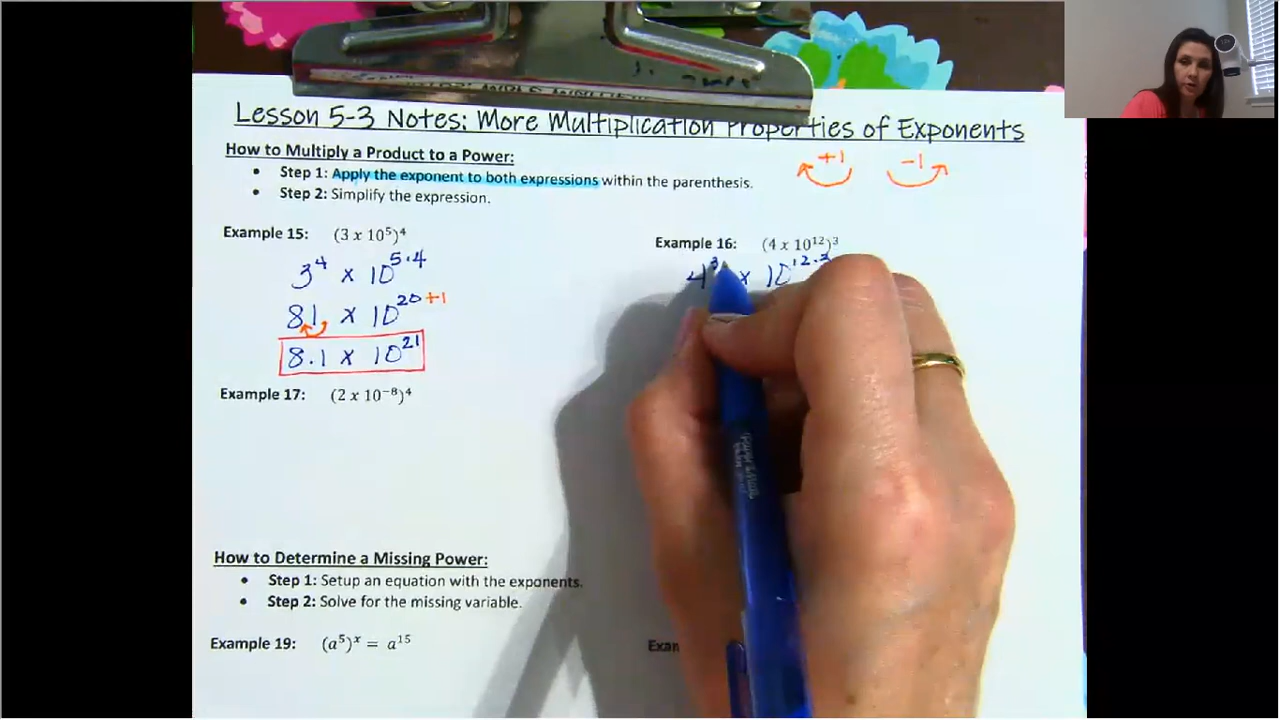 Lesson 5-3 Notes: More Multiplication Properties of Exponents
+1 -1
How to Multiply a Product to a Power:
• Step 1: Apply the exponent to both expressions within the parenthesis.
• Step 2: Simplify the expression.
Example 15: (3 x 10⁵)⁴
3⁴ x 10⁵·⁴
81 x 10²⁰ +1
8.1 x 10²¹
Example 16: (4 x 10¹²)³
4³ x 10¹²·³
Example 17: (2 x 10⁻⁸)⁴
How to Determine a Missing Power:
• Step 1: Setup an equation with the exponents.
• Step 2: Solve for the missing variable.
Example 19: (a⁵)ˣ = a¹⁵